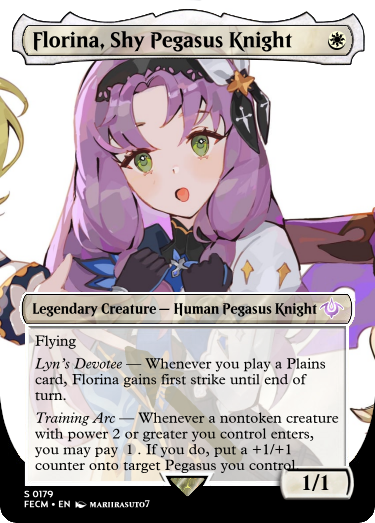 Florina, Shy Pegasus Knight
Legendary Creature — Human Pegasus Knight
Flying
Lyn's Devotee — Whenever you play a Plains
card, Florina gains first strike until end of
turn.
Training Arc — Whenever a nontoken creature
with power 2 or greater you control enters,
you may pay 1. If you do, put a +1/+1
counter onto target Pegasus you control.
1/1
S 0179
FECM • EN MARIIRASUTO7